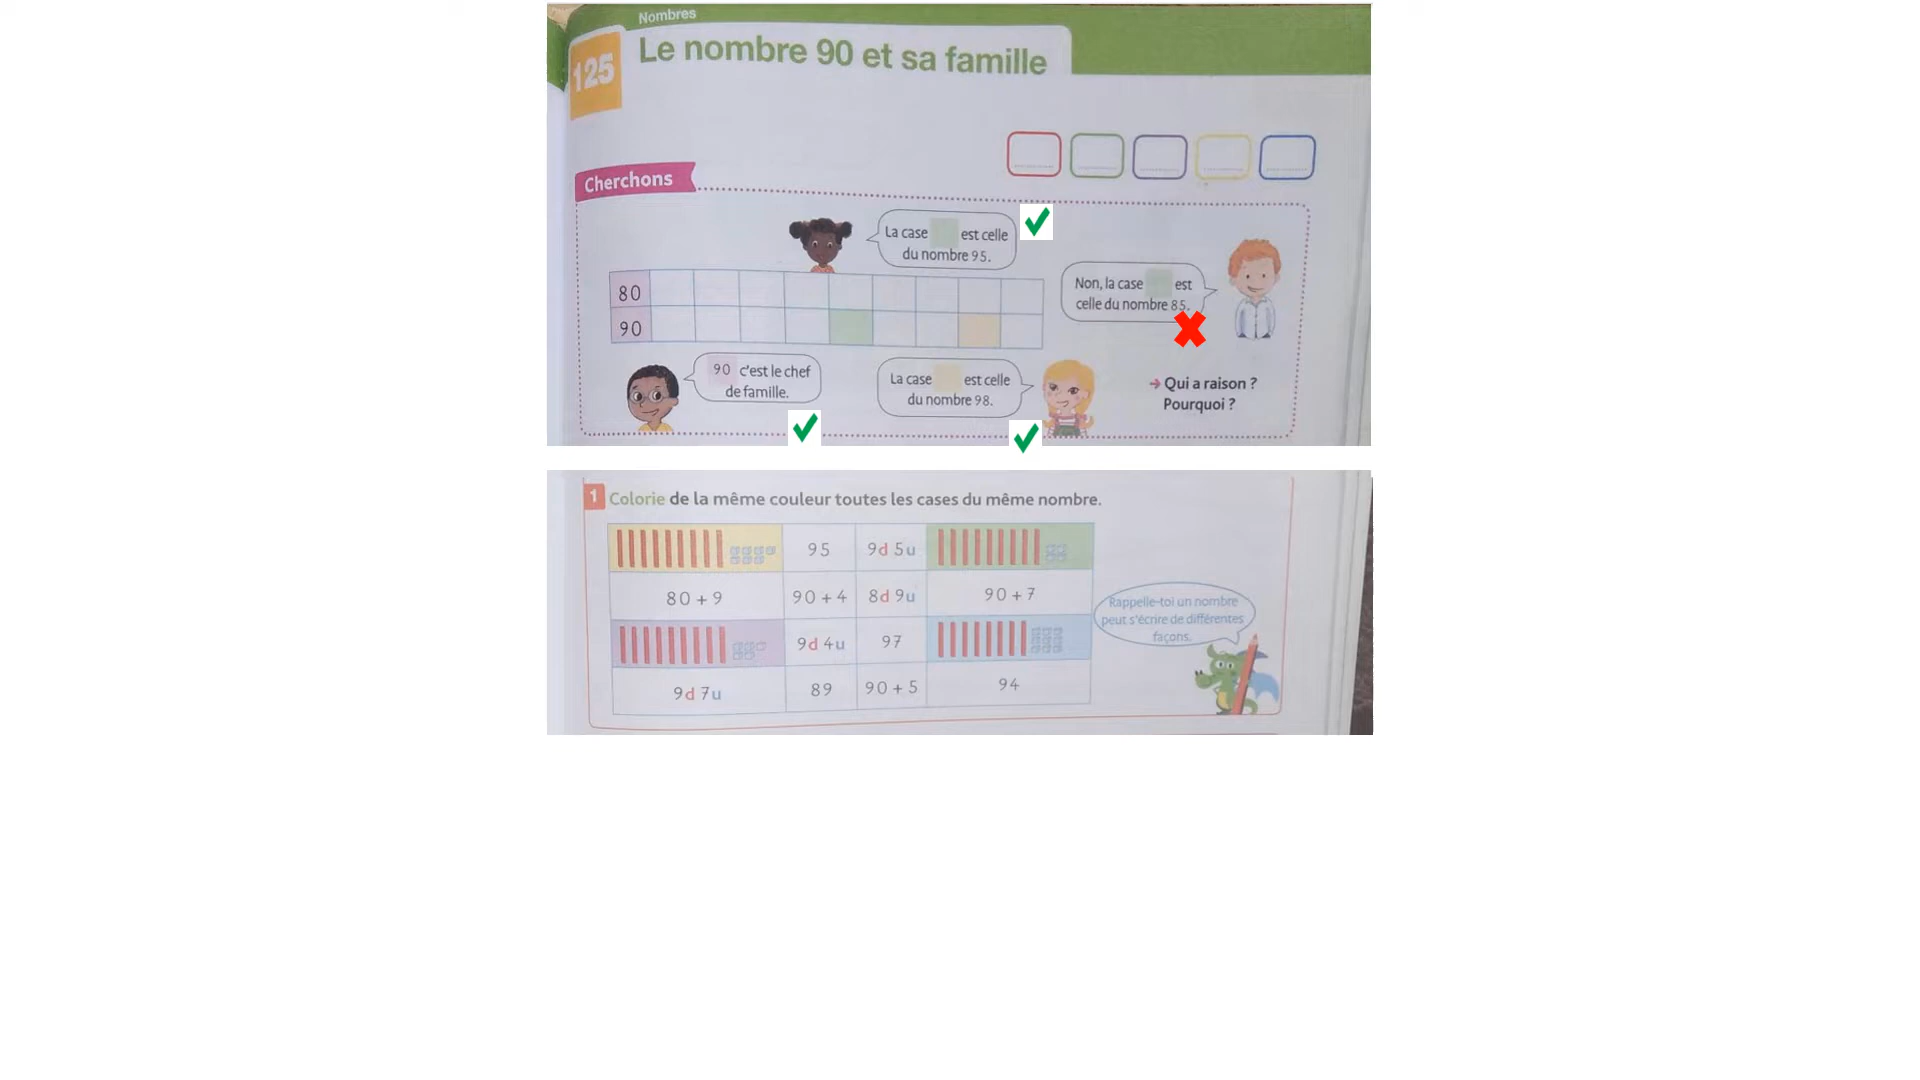 Nombres
125
Le nombre 90 et sa famille
Cherchons
La case est celle
du nombre 95.
Non, la case est
celle du nombre 85.
80
90
90 c'est le chef
de famille.
La case est celle
du nombre 98.
→ Qui a raison ?
Pourquoi ?
1 Colorie de la même couleur toutes les cases du même nombre.
95 9d 5u
80 + 9 90 + 4 8d 9u 90 + 7
9d 4u 97
9d 7u 89 90 + 5 94
Rappelle-toi un nombre
peut s'écrire de différentes
façons.